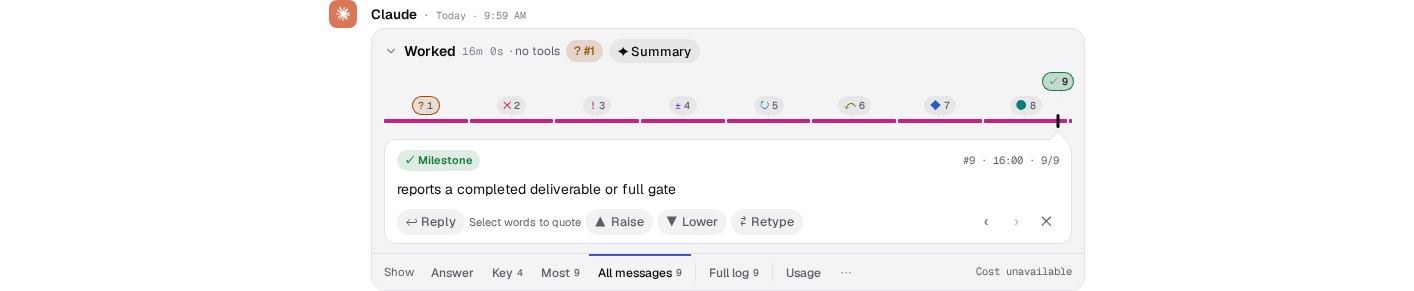 Claude · Today · 9:59 AM
Worked 16m 0s · no tools ? #1 ✦ Summary
✓ 9
? 1 ✕ 2 ! 3 ± 4 ↻ 5 ↶ 6 ◆ 7 ● 8
✓ Milestone #9 · 16:00 · 9/9
reports a completed deliverable or full gate
↩ Reply Select words to quote ▲ Raise ▼ Lower ⇄ Retype ‹ › ✕
Show Answer Key 4 Most 9 All messages 9 Full log 9 Usage ··· Cost unavailable